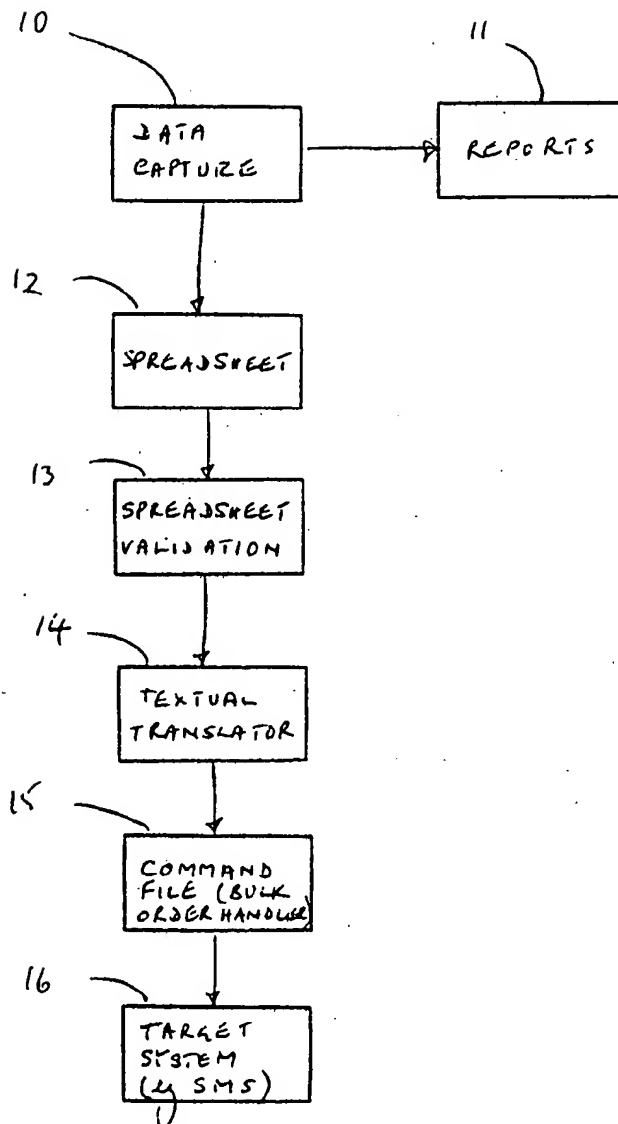 10
11
DATA
CAPTURE
REPORTS
12
SPREADSHEET
13
SPREADSHEET
VALIDATION
14
TEXTUAL
TRANSLATOR
15
COMMAND
FILE (BULK
ORDER HANDLER)
16
TARGET
SYSTEM
(eg SMS)